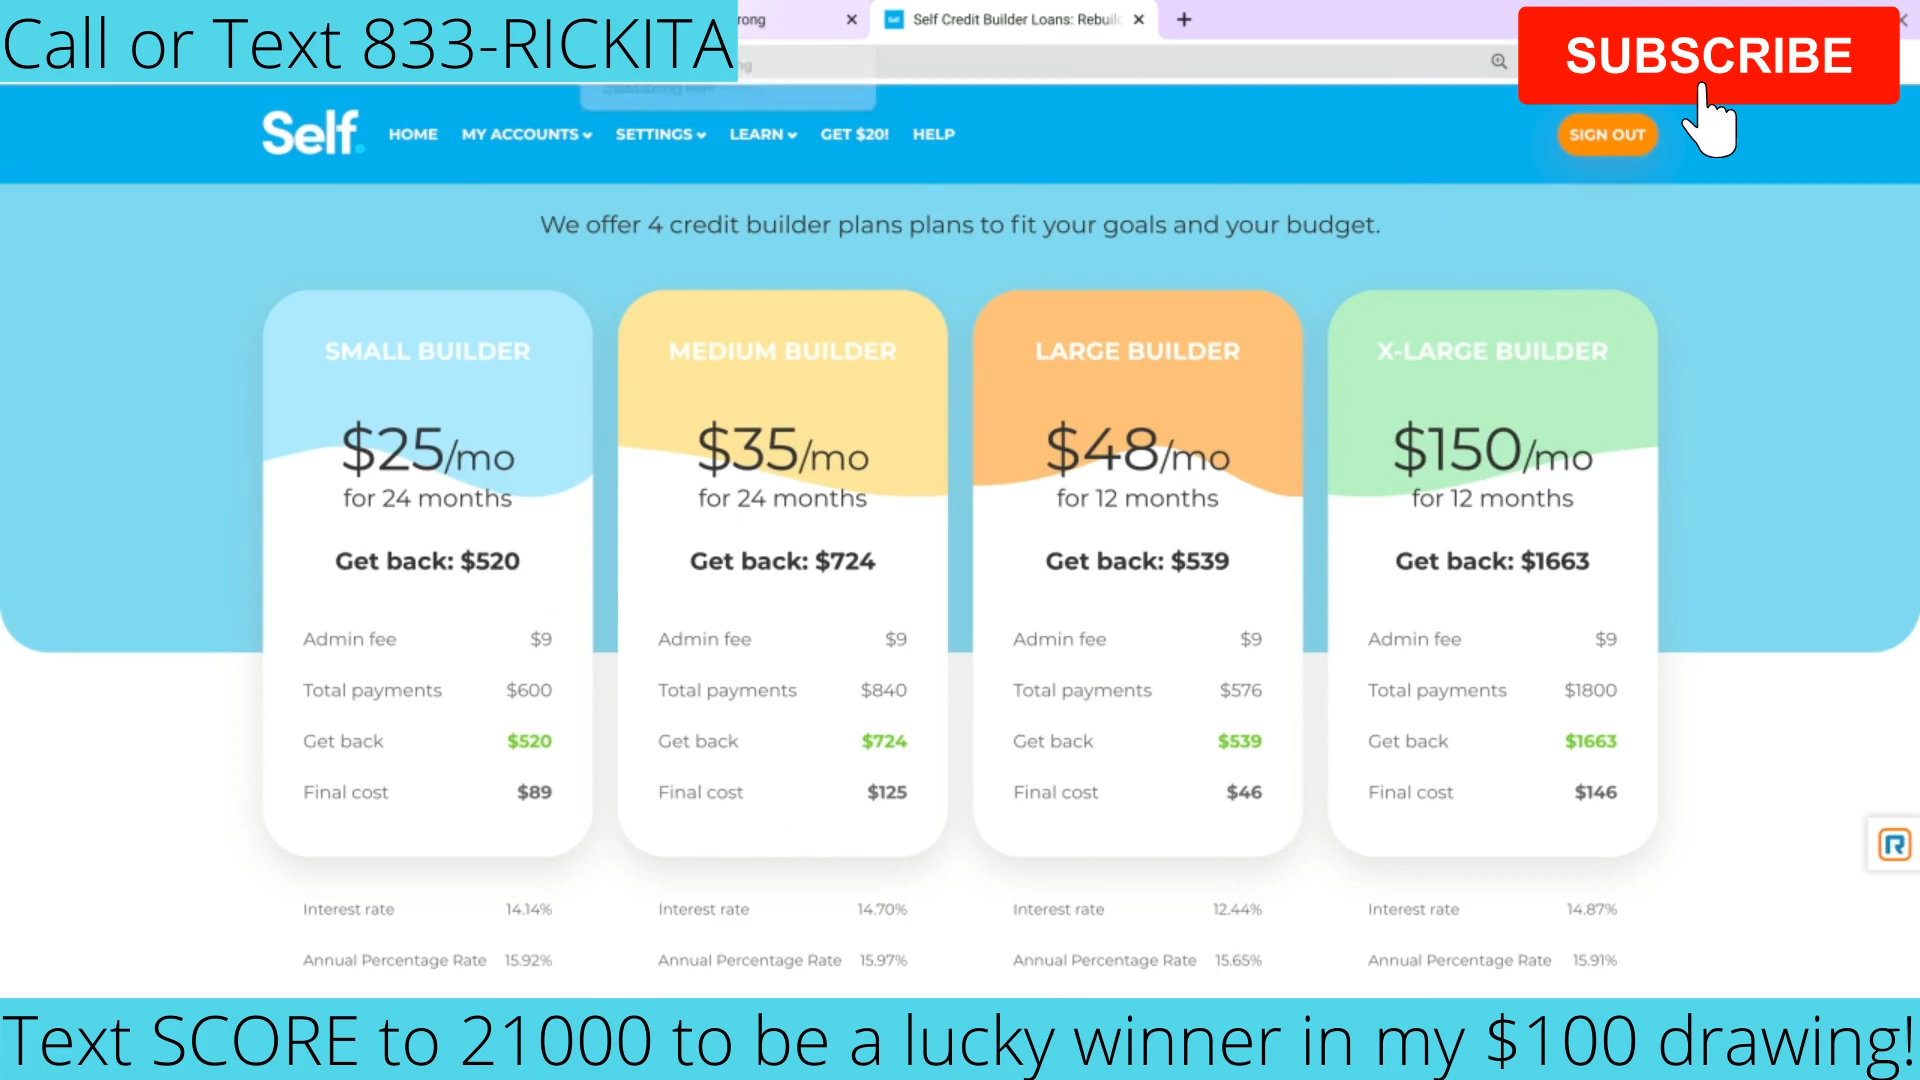 Call or Text 833-RICKITA
rong
Self Credit Builder Loans: Rebuil
SUBSCRIBE
Self.
HOME
MY ACCOUNTS
SETTINGS
LEARN
GET $20!
HELP
SIGN OUT
We offer 4 credit builder plans plans to fit your goals and your budget.
SMALL BUILDER
$25/mo
for 24 months
Get back: $520
Admin fee $9
Total payments $600
Get back $520
Final cost $89
Interest rate 14.14%
Annual Percentage Rate 15.92%
MEDIUM BUILDER
$35/mo
for 24 months
Get back: $724
Admin fee $9
Total payments $840
Get back $724
Final cost $125
Interest rate 14.70%
Annual Percentage Rate 15.97%
LARGE BUILDER
$48/mo
for 12 months
Get back: $539
Admin fee $9
Total payments $576
Get back $539
Final cost $46
Interest rate 12.44%
Annual Percentage Rate 15.65%
X-LARGE BUILDER
$150/mo
for 12 months
Get back: $1663
Admin fee $9
Total payments $1800
Get back $1663
Final cost $146
Interest rate 14.87%
Annual Percentage Rate 15.91%
Text SCORE to 21000 to be a lucky winner in my $100 drawing!